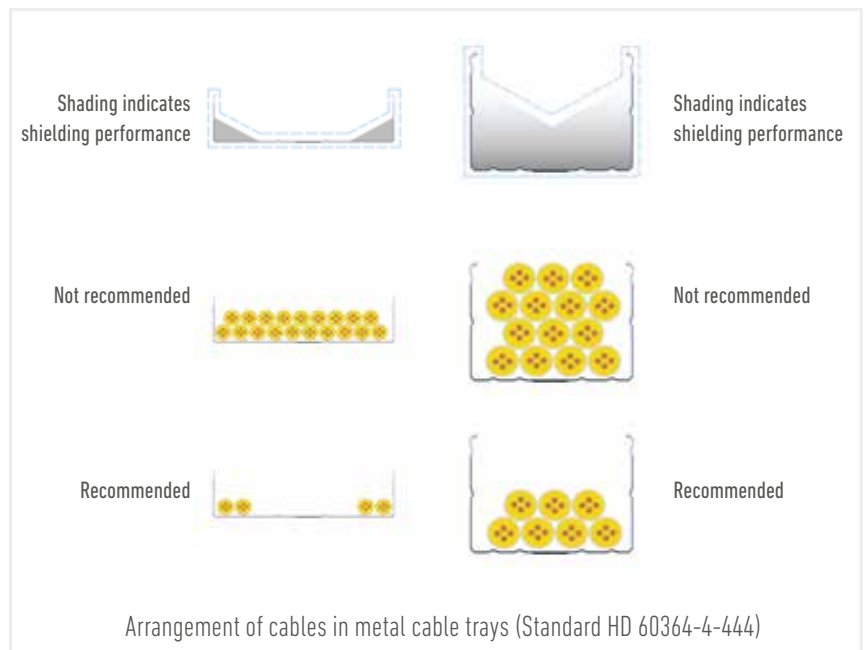 Shading indicates
shielding performance
Shading indicates
shielding performance
Not recommended
Not recommended
Recommended
Recommended
Arrangement of cables in metal cable trays (Standard HD 60364-4-444)